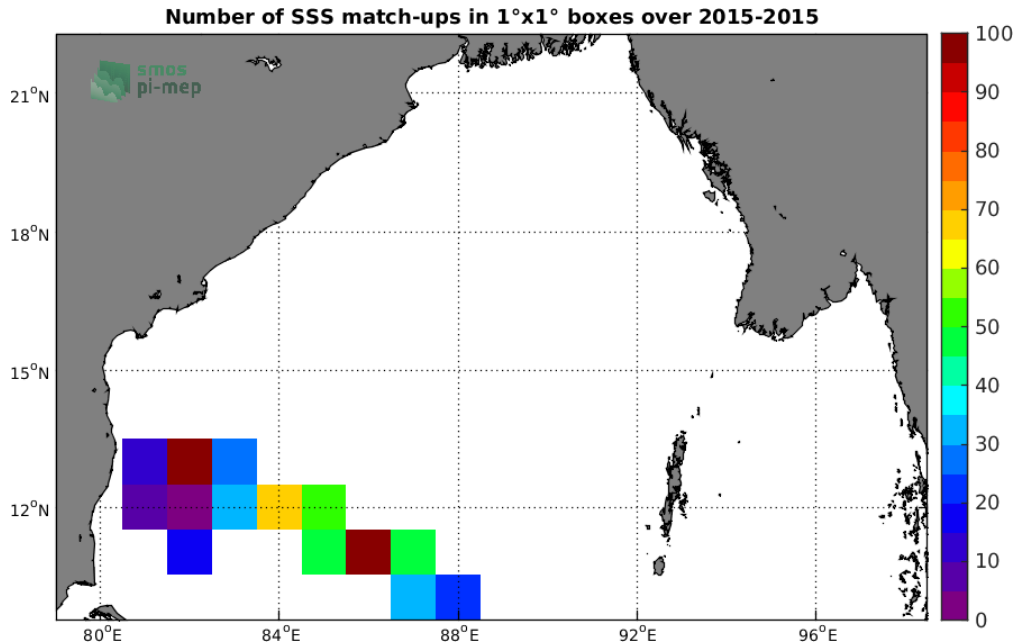 Number of SSS match-ups in 1°x1° boxes over 2015-2015
smos
pi-mep
21°N
18°N
15°N
12°N
80°E
84°E
88°E
92°E
96°E
100
90
80
70
60
50
40
30
20
10
0